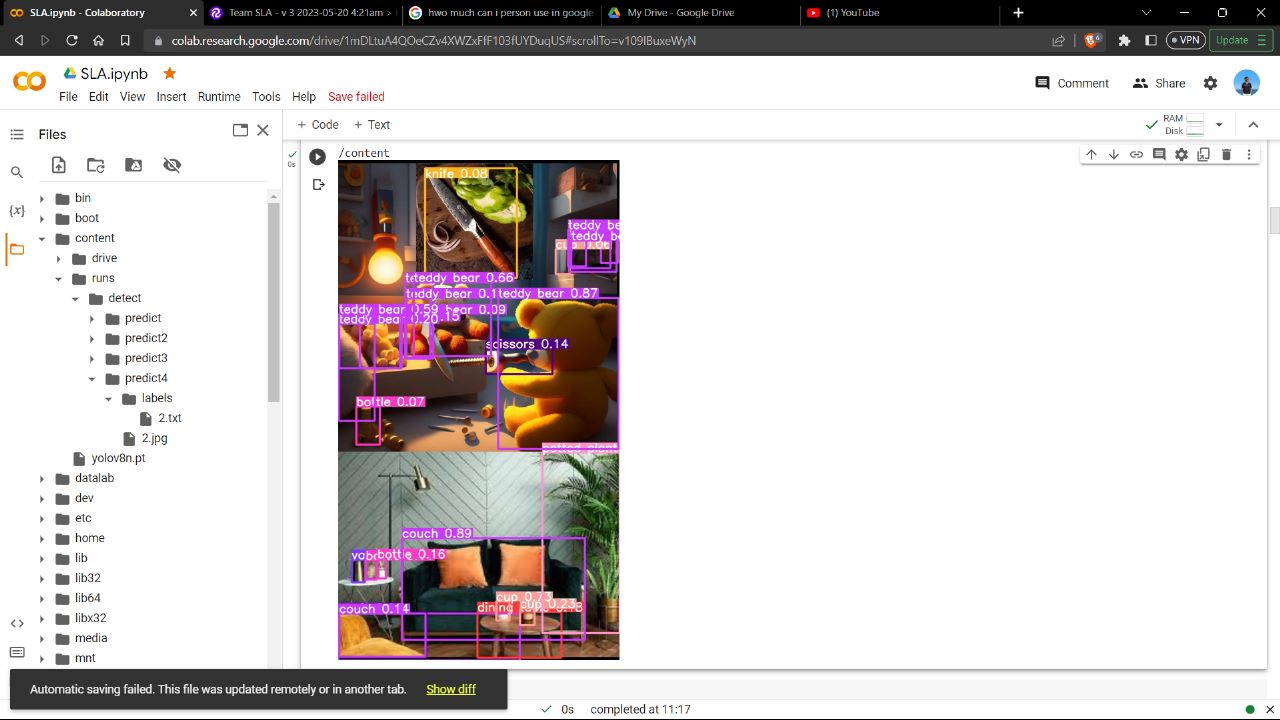 SLA.ipynb - Colaboratory
Team SLA - v 3 2023-05-20 4:21am >
hwo much can i person use in google
My Drive - Google Drive
(1) YouTube
colab.research.google.com/drive/1mDLtuA4QOeCZv4XWZxFfF103fUYDuqUS#scrollTo=v109IBuxeWyN
6
VPN
Update
SLA.ipynb
File Edit View Insert Runtime Tools Help Save failed
Comment
Share
Files
+ Code + Text
RAM
Disk
{x}
bin
boot
content
drive
runs
detect
predict
predict2
predict3
predict4
labels
2.txt
2.jpg
yolov8n.pt
datalab
dev
etc
home
lib
lib32
lib64
libx32
media
mnt
0s
/content
knife 0.08
teddy be
teddy be
cup 0.06
teddy bear 0.66
teddy bear 0.1
teddy bear 0.87
teddy bear 0.59
bear 0.09
teddy bea 0.20
.15
scissors 0.14
bottle 0.07
potted plant
couch 0.89
bottle 0.16
cup 0.73
cup 0.23
dining
couch 0.14
Automatic saving failed. This file was updated remotely or in another tab. Show diff
0s completed at 11:17